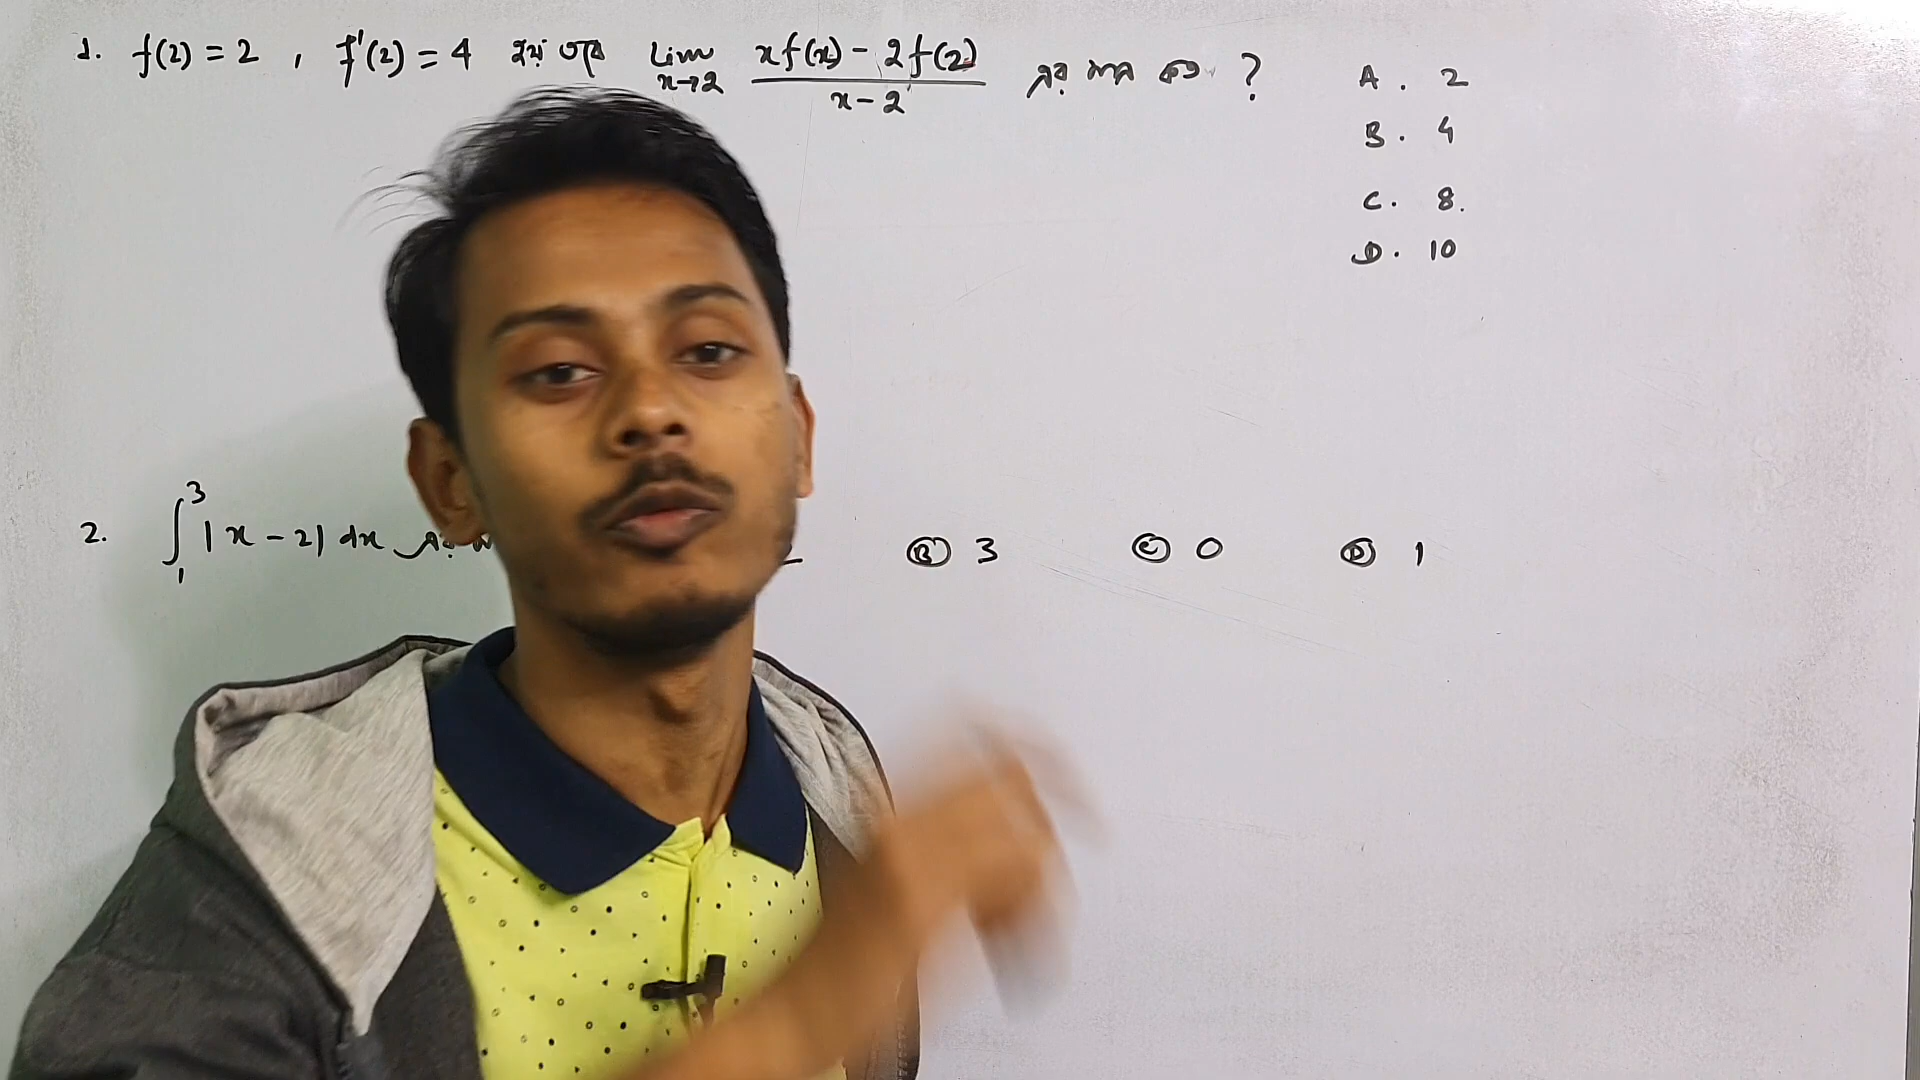 1. f(2) = 2 , f'(2) = 4 হয় তবে Lim x→2 xf(x) - 2f(2) / x - 2 এর মান কত ?
A . 2
B . 4
C . 8.
D . 10
2. ∫₁³ |x - 2| dx এর (B) 3 (C) 0 (D) 1